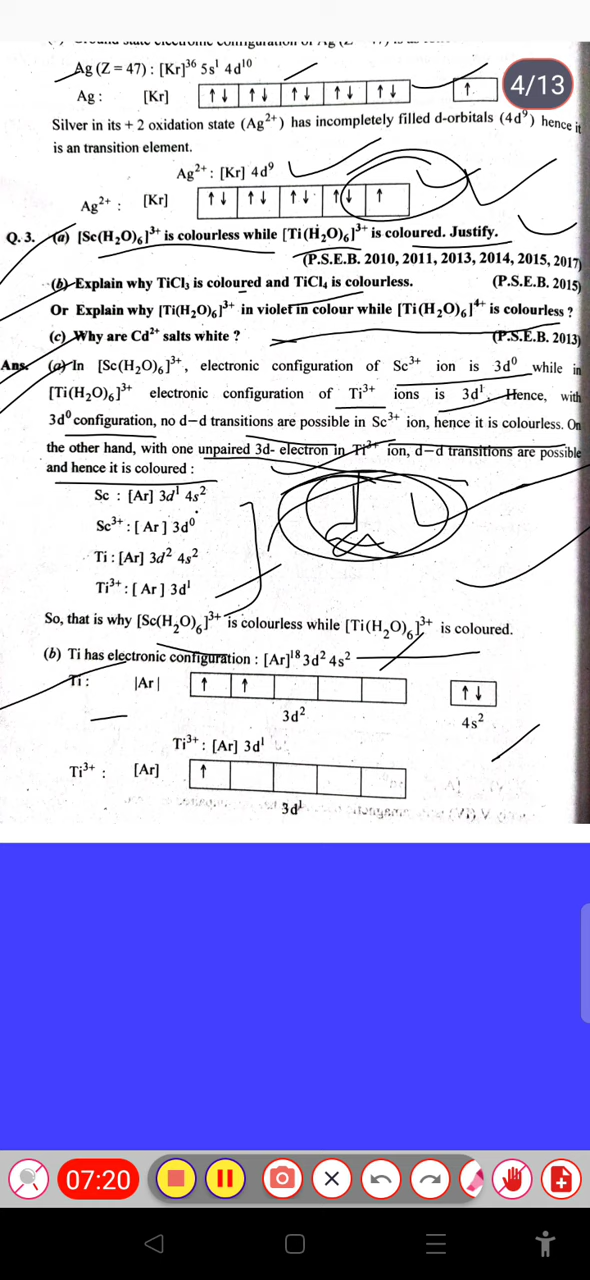 Ag (Z = 47) : [Kr]³⁶ 5s¹ 4d¹⁰
4/13
Ag : [Kr] ↑↓ ↑↓ ↑↓ ↑↓ ↑↓ ↑
Silver in its + 2 oxidation state (Ag²⁺) has incompletely filled d-orbitals (4d⁹) hence it
is an transition element.
Ag²⁺ : [Kr] 4d⁹
Ag²⁺ : [Kr] ↑↓ ↑↓ ↑↓ ↑↓ ↑
Q. 3. (a) [Sc(H₂O)₆]³⁺ is colourless while [Ti(H₂O)₆]³⁺ is coloured. Justify.
(P.S.E.B. 2010, 2011, 2013, 2014, 2015, 2017)
(b) Explain why TiCl₃ is coloured and TiCl₄ is colourless. (P.S.E.B. 2015)
Or Explain why [Ti(H₂O)₆]³⁺ in violet in colour while [Ti(H₂O)₆]⁴⁺ is colourless ?
(c) Why are Cd²⁺ salts white ? (P.S.E.B. 2013)
Ans. (a) In [Sc(H₂O)₆]³⁺, electronic configuration of Sc³⁺ ion is 3d⁰ while in
[Ti(H₂O)₆]³⁺ electronic configuration of Ti³⁺ ions is 3d¹. Hence, with
3d⁰ configuration, no d–d transitions are possible in Sc³⁺ ion, hence it is colourless. On
the other hand, with one unpaired 3d- electron in Ti³⁺ ion, d–d transitions are possible
and hence it is coloured :
Sc : [Ar] 3d¹ 4s²
Sc³⁺ : [ Ar ] 3d⁰
Ti : [Ar] 3d² 4s²
Ti³⁺ : [ Ar ] 3d¹
So, that is why [Sc(H₂O)₆]³⁺ is colourless while [Ti(H₂O)₆]³⁺ is coloured.
(b) Ti has electronic configuration : [Ar]¹⁸ 3d² 4s²
Ti : |Ar| ↑ ↑ ↑↓
3d² 4s²
Ti³⁺ : [Ar] 3d¹
Ti³⁺ : [Ar] ↑
3d¹
07:20